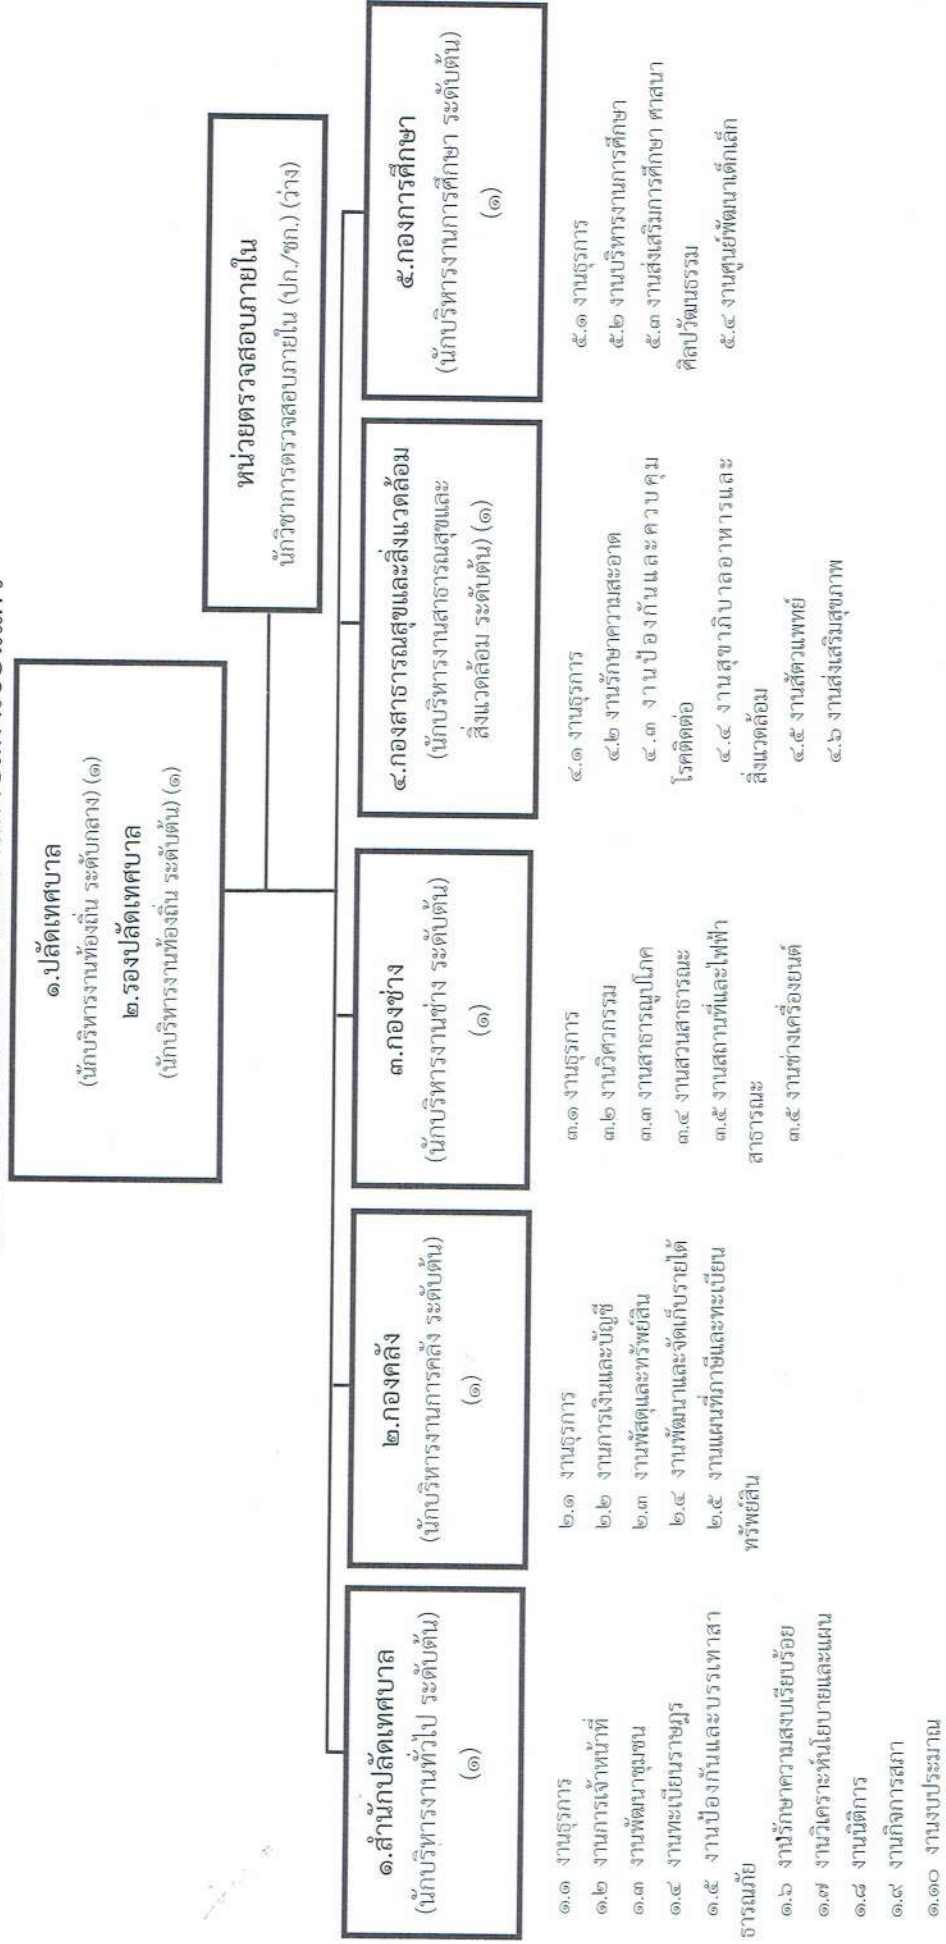 ๑.ปลัดเทศบาล
(นักบริหารงานท้องถิ่น ระดับกลาง) (๑)
๒.รองปลัดเทศบาล
(นักบริหารงานท้องถิ่น ระดับต้น) (๑)
หน่วยตรวจสอบภายใน
นักวิชาการตรวจสอบภายใน (ปก./ชก.) (ว่าง)
๑.สำนักปลัดเทศบาล
(นักบริหารงานทั่วไป ระดับต้น)
(๑)
๑.๑ งานธุรการ
๑.๒ งานการเจ้าหน้าที่
๑.๓ งานพัฒนาชุมชน
๑.๔ งานทะเบียนราษฎร
๑.๕ งานป้องกันและบรรเทาสา
ธารณภัย
๑.๖ งานรักษาความสงบเรียบร้อย
๑.๗ งานวิเคราะห์นโยบายและแผน
๑.๘ งานนิติการ
๑.๙ งานกิจการสภา
๑.๑๐ งานงบประมาณ
๒.กองคลัง
(นักบริหารงานการคลัง ระดับต้น)
(๑)
๒.๑ งานธุรการ
๒.๒ งานการเงินและบัญชี
๒.๓ งานพัสดุและทรัพย์สิน
๒.๔ งานพัฒนาและจัดเก็บรายได้
๒.๕ งานแผนที่ภาษีและทะเบียน
ทรัพย์สิน
๓.กองช่าง
(นักบริหารงานช่าง ระดับต้น)
(๑)
๓.๑ งานธุรการ
๓.๒ งานวิศวกรรม
๓.๓ งานสาธารณูปโภค
๓.๔ งานสวนสาธารณะ
๓.๕ งานสถานที่และไฟฟ้า
สาธารณะ
๓.๕ งานช่างเครื่องยนต์
๔.กองสาธารณสุขและสิ่งแวดล้อม
(นักบริหารงานสาธารณสุขและ
สิ่งแวดล้อม ระดับต้น) (๑)
๔.๑ งานธุรการ
๔.๒ งานรักษาความสะอาด
๔.๓ งานป้องกันและควบคุม
โรคติดต่อ
๔.๔ งานสุขาภิบาลอาหารและ
สิ่งแวดล้อม
๔.๕ งานสัตวแพทย์
๔.๖ งานส่งเสริมสุขภาพ
๕.กองการศึกษา
(นักบริหารงานการศึกษา ระดับต้น)
(๑)
๕.๑ งานธุรการ
๕.๒ งานบริหารงานการศึกษา
๕.๓ งานส่งเสริมการศึกษา ศาสนา
ศิลปวัฒนธรรม
๕.๔ งานศูนย์พัฒนาเด็กเล็ก